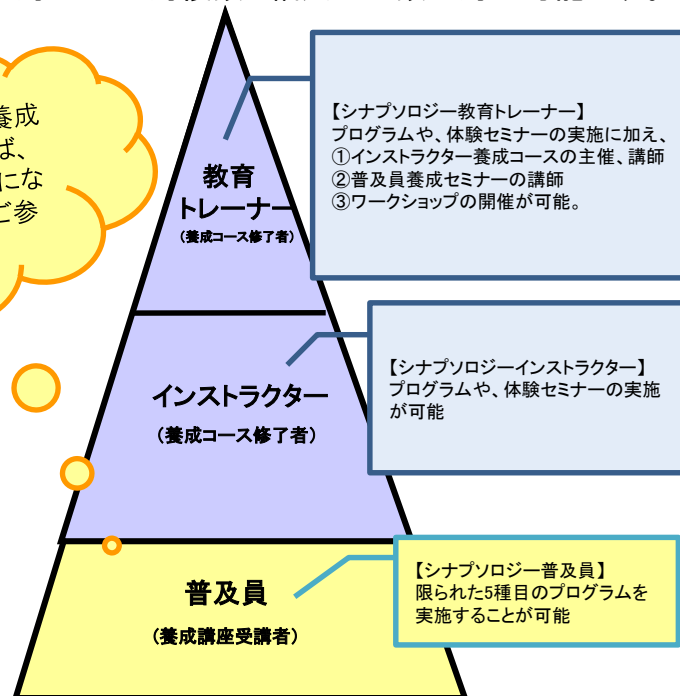 養成
ば、
にな
ご参
教育
トレーナー
(養成コース修了者)
【シナプソロジー教育トレーナー】
プログラムや、体験セミナーの実施に加え、
①インストラクター養成コースの主催、講師
②普及員養成セミナーの講師
③ワークショップの開催が可能。
インストラクター
(養成コース修了者)
【シナプソロジーインストラクター】
プログラムや、体験セミナーの実施
が可能
普及員
(養成講座受講者)
【シナプソロジー普及員】
限られた5種目のプログラムを
実施することが可能